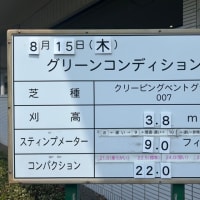 8月15日(木)
グリーンコンディション
芝種 クリーピングベントグ
007
刈高 3.8 m
スティンプメーター 9.0 フィ
コンパクション 22.0